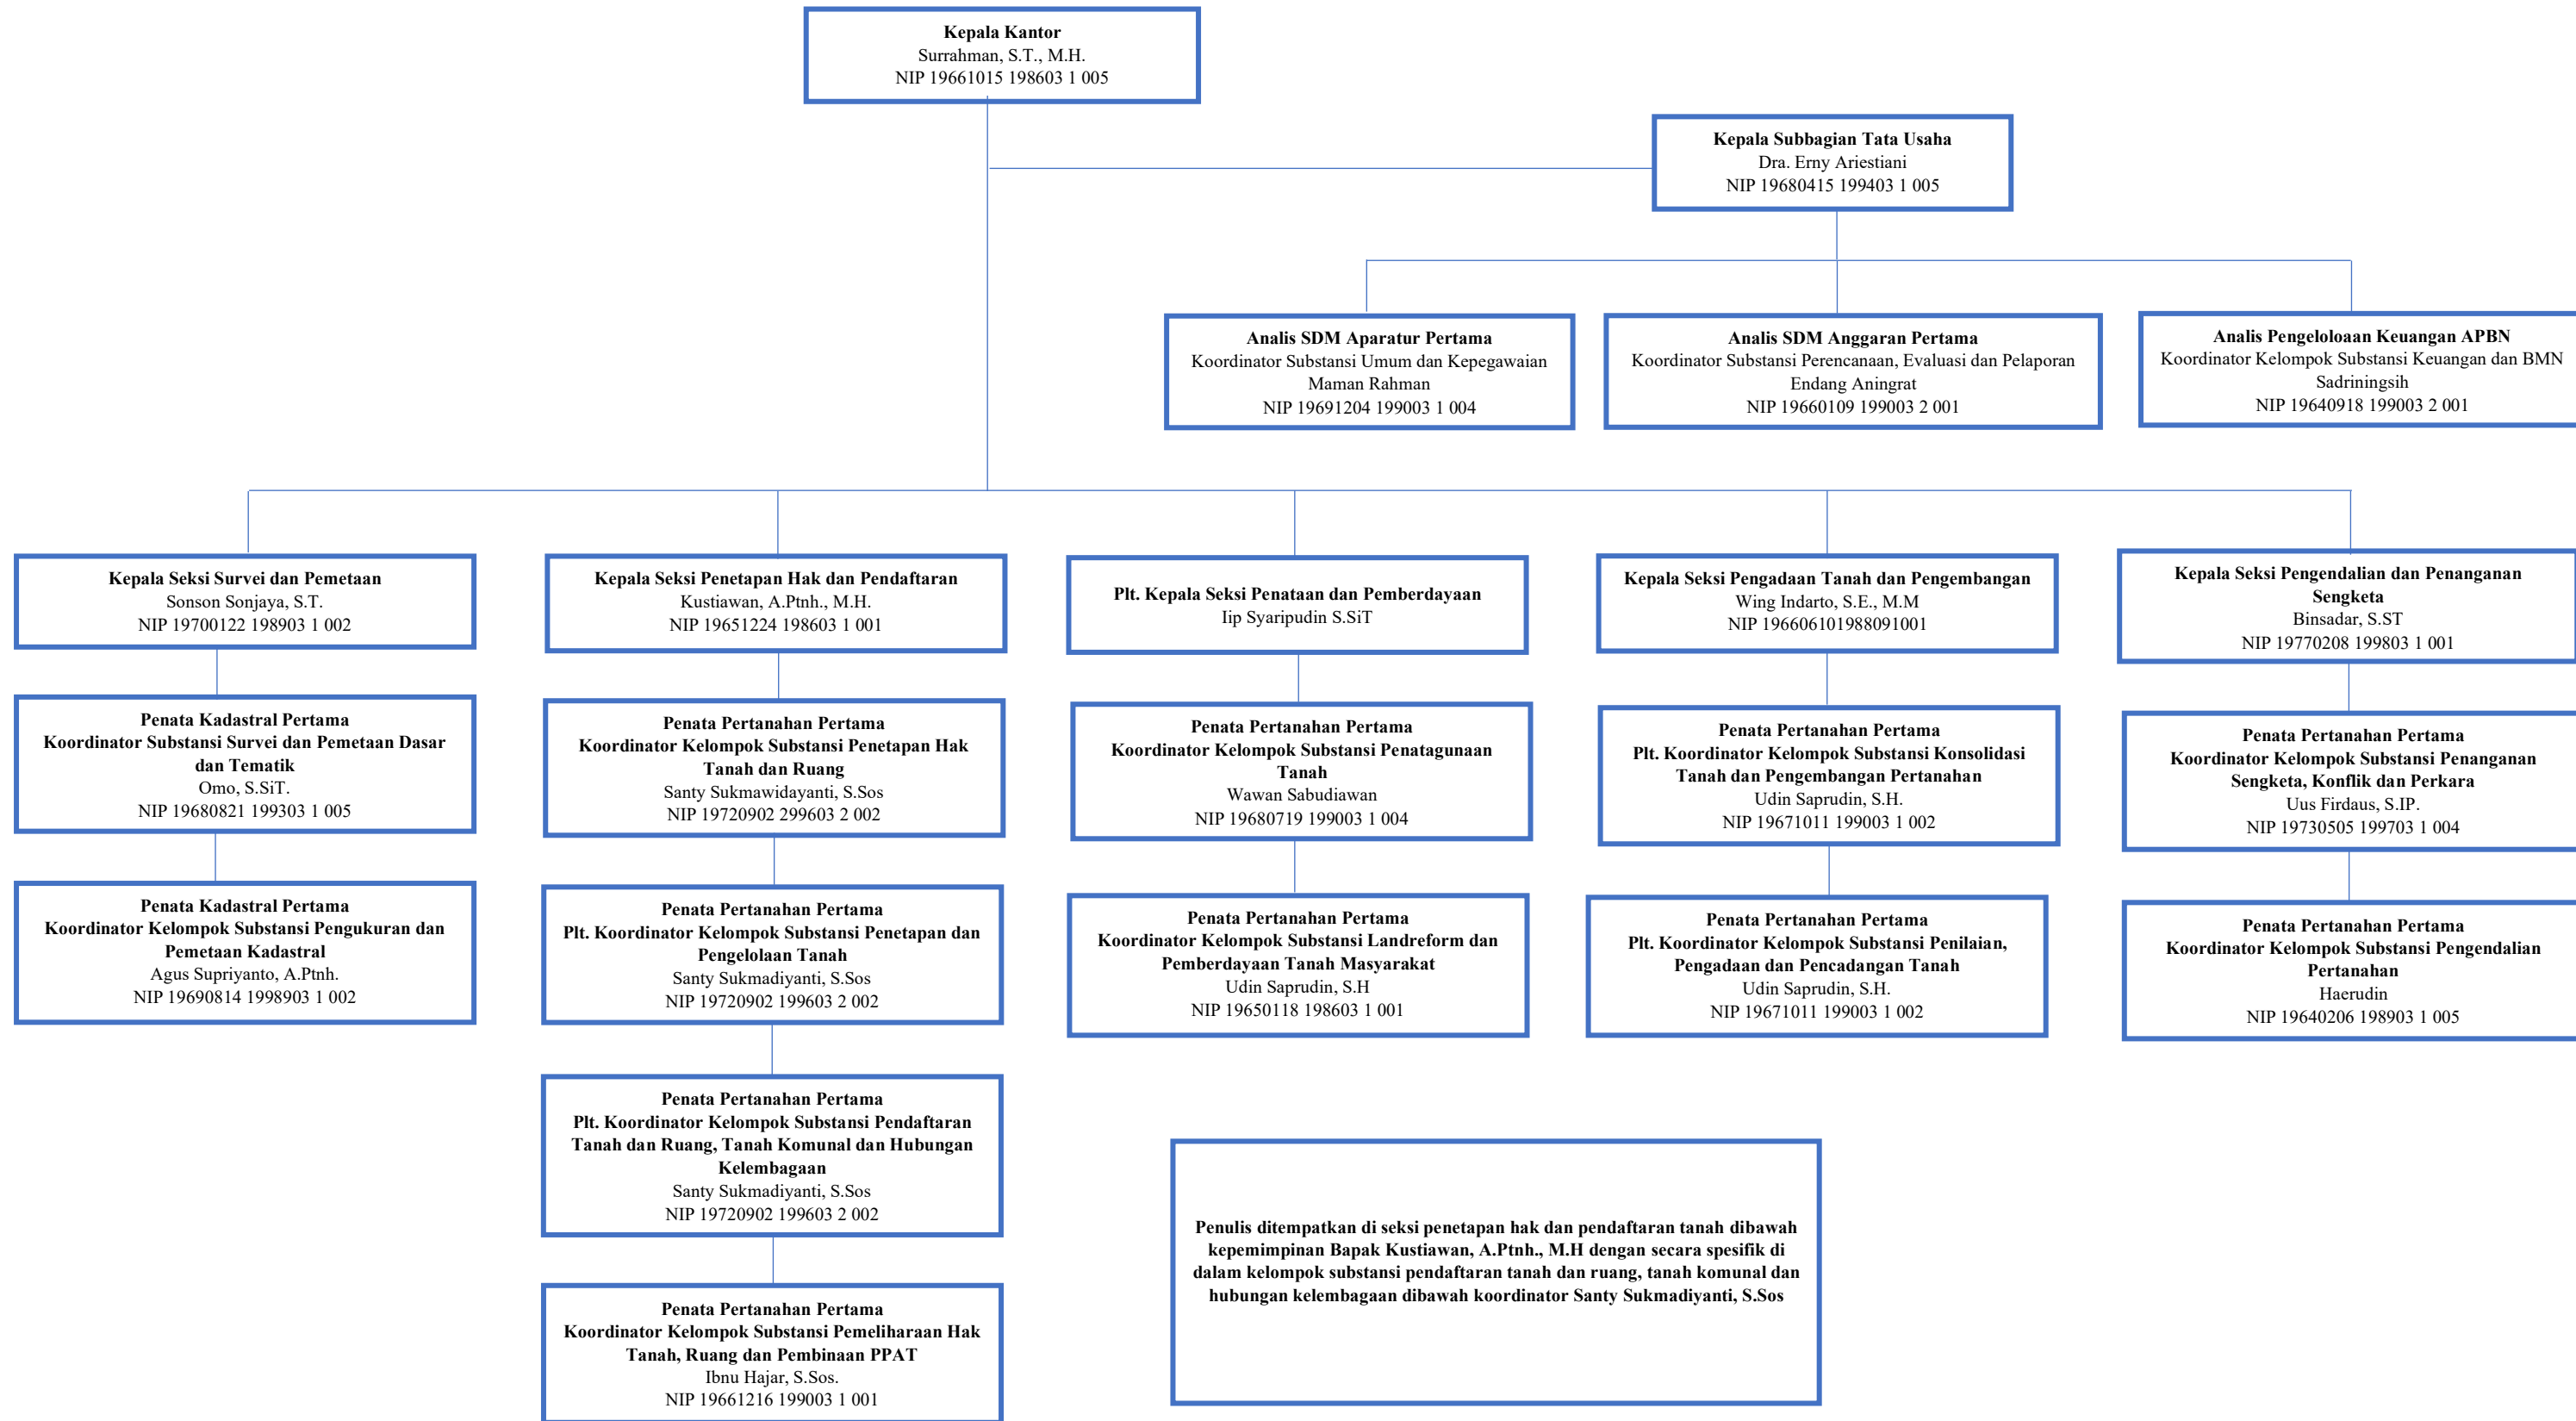 Kepala Kantor
Surrahman, S.T., M.H.
NIP 19661015 198603 1 005
Kepala Subbagian Tata Usaha
Dra. Erny Ariestiani
NIP 19680415 199403 1 005
Analis SDM Aparatur Pertama
Koordinator Substansi Umum dan Kepegawaian
Maman Rahman
NIP 19691204 199003 1 004
Analis SDM Anggaran Pertama
Koordinator Substansi Perencanaan, Evaluasi dan Pelaporan
Endang Aningrat
NIP 19660109 199003 2 001
Analis Pengeloloaan Keuangan APBN
Koordinator Kelompok Substansi Keuangan dan BMN
Sadriningsih
NIP 19640918 199003 2 001
Kepala Seksi Survei dan Pemetaan
Sonson Sonjaya, S.T.
NIP 19700122 198903 1 002
Kepala Seksi Penetapan Hak dan Pendaftaran
Kustiawan, A.Ptnh., M.H.
NIP 19651224 198603 1 001
Plt. Kepala Seksi Penataan dan Pemberdayaan
Iip Syaripudin S.SiT
Kepala Seksi Pengadaan Tanah dan Pengembangan
Wing Indarto, S.E., M.M
NIP 196606101988091001
Kepala Seksi Pengendalian dan Penanganan
Sengketa
Binsadar, S.ST
NIP 19770208 199803 1 001
Penata Kadastral Pertama
Koordinator Substansi Survei dan Pemetaan Dasar
dan Tematik
Omo, S.SiT.
NIP 19680821 199303 1 005
Penata Pertanahan Pertama
Koordinator Kelompok Substansi Penetapan Hak
Tanah dan Ruang
Santy Sukmawidayanti, S.Sos
NIP 19720902 299603 2 002
Penata Pertanahan Pertama
Koordinator Kelompok Substansi Penatagunaan
Tanah
Wawan Sabudiawan
NIP 19680719 199003 1 004
Penata Pertanahan Pertama
Plt. Koordinator Kelompok Substansi Konsolidasi
Tanah dan Pengembangan Pertanahan
Udin Saprudin, S.H.
NIP 19671011 199003 1 002
Penata Pertanahan Pertama
Koordinator Kelompok Substansi Penanganan
Sengketa, Konflik dan Perkara
Uus Firdaus, S.IP.
NIP 19730505 199703 1 004
Penata Kadastral Pertama
Koordinator Kelompok Substansi Pengukuran dan
Pemetaan Kadastral
Agus Supriyanto, A.Ptnh.
NIP 19690814 1998903 1 002
Penata Pertanahan Pertama
Plt. Koordinator Kelompok Substansi Penetapan dan
Pengelolaan Tanah
Santy Sukmadiyanti, S.Sos
NIP 19720902 199603 2 002
Penata Pertanahan Pertama
Koordinator Kelompok Substansi Landreform dan
Pemberdayaan Tanah Masyarakat
Udin Saprudin, S.H
NIP 19650118 198603 1 001
Penata Pertanahan Pertama
Plt. Koordinator Kelompok Substansi Penilaian,
Pengadaan dan Pencadangan Tanah
Udin Saprudin, S.H.
NIP 19671011 199003 1 002
Penata Pertanahan Pertama
Koordinator Kelompok Substansi Pengendalian
Pertanahan
Haerudin
NIP 19640206 198903 1 005
Penata Pertanahan Pertama
Plt. Koordinator Kelompok Substansi Pendaftaran
Tanah dan Ruang, Tanah Komunal dan Hubungan
Kelembagaan
Santy Sukmadiyanti, S.Sos
NIP 19720902 199603 2 002
Penulis ditempatkan di seksi penetapan hak dan pendaftaran tanah dibawah
kepemimpinan Bapak Kustiawan, A.Ptnh., M.H dengan secara spesifik di
dalam kelompok substansi pendaftaran tanah dan ruang, tanah komunal dan
hubungan kelembagaan dibawah koordinator Santy Sukmadiyanti, S.Sos
Penata Pertanahan Pertama
Koordinator Kelompok Substansi Pemeliharaan Hak
Tanah, Ruang dan Pembinaan PPAT
Ibnu Hajar, S.Sos.
NIP 19661216 199003 1 001